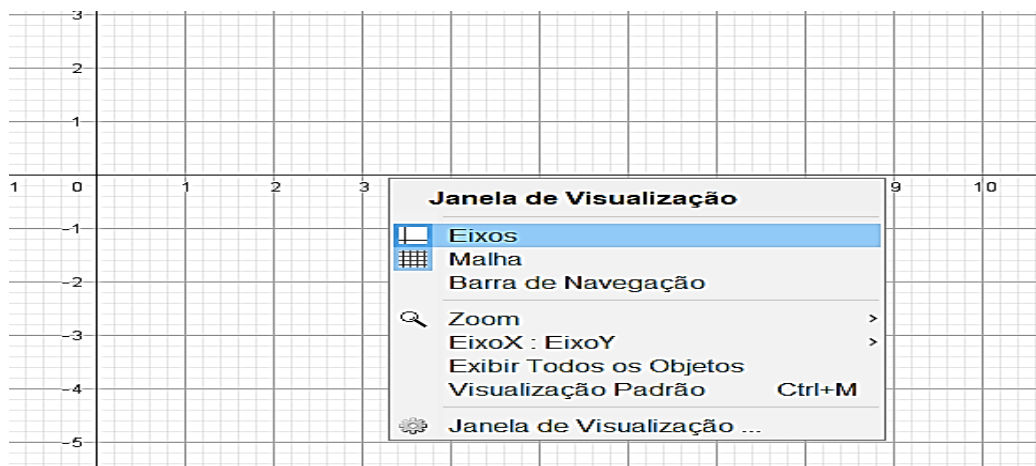 3
2
1
1 0 1 2 3 9 10
Janela de Visualização
-1
Eixos
Malha
-2
Barra de Navegação
Zoom >
-3
EixoX : EixoY >
Exibir Todos os Objetos
-4
Visualização Padrão Ctrl+M
Janela de Visualização ...
-5